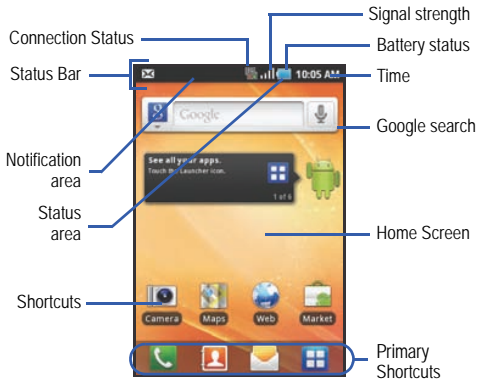 Signal strength
Connection Status
Battery status
Status Bar
10:05 AM
Time
Google
Google search
Notification
area
See all your apps.
Touch the Launcher icon.
1 of 6
Status
area
Home Screen
Shortcuts
Camera
Maps
Web
Market
Primary
Shortcuts